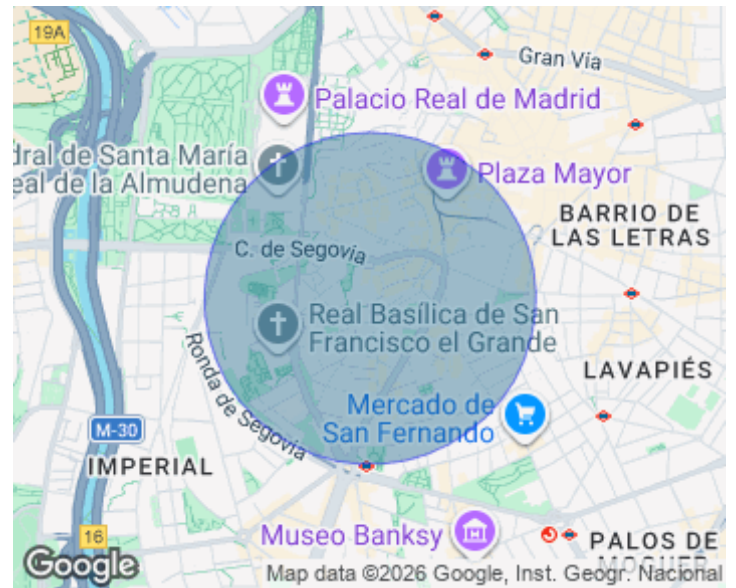 19A
Gran Vía
Palacio Real de Madrid
dral de Santa María
eal de la Almudena
Plaza Mayor
BARRIO DE
LAS LETRAS
C. de Segovia
Real Basílica de San
Francisco el Grande
Ronda de Segovia
LAVAPIÉS
Mercado de
San Fernando
M-30
IMPERIAL
16
Museo Banksy
PALOS DE
MOGUER
Google
Map data ©2026 Google, Inst. Geogr. Nacional